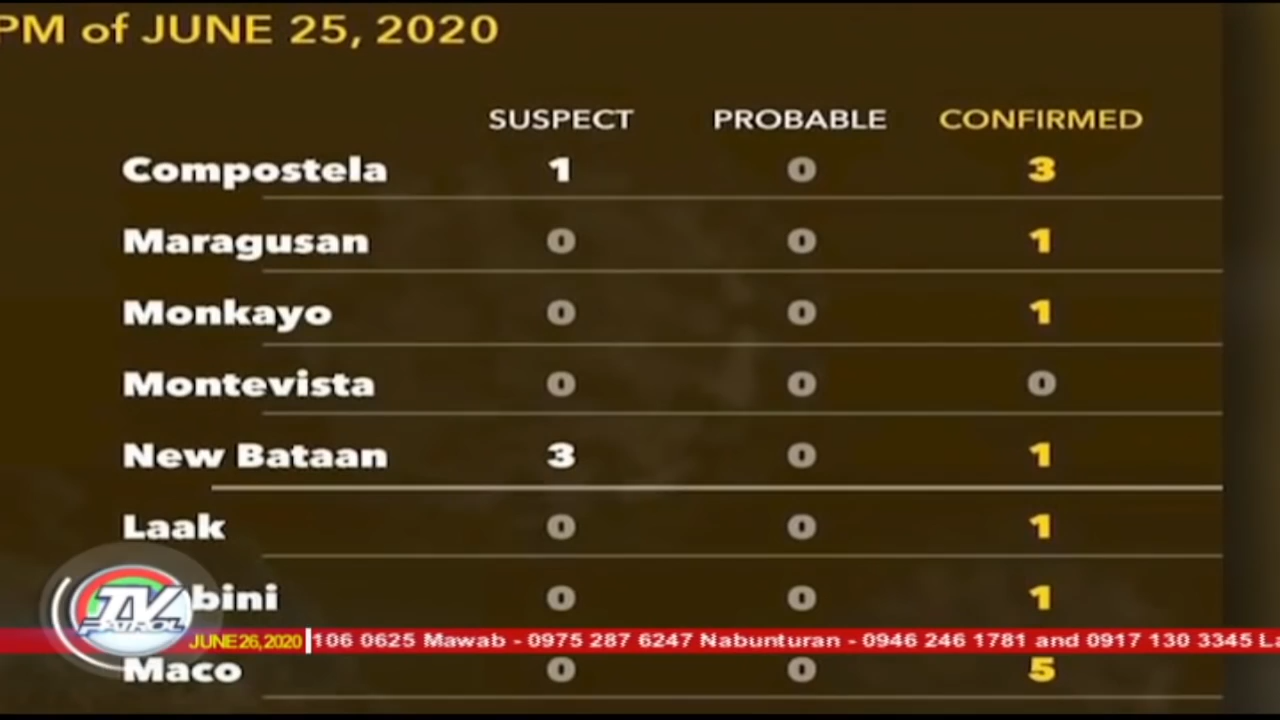 PM of JUNE 25, 2020
SUSPECT PROBABLE CONFIRMED
Compostela 1 0 3
Maragusan 0 0 1
Monkayo 0 0 1
Montevista 0 0 0
New Bataan 3 0 1
Laak 0 0 1
bini 0 0 1
TV PATROL
JUNE 26, 2020 106 0625 Mawab - 0975 287 6247 Nabunturan - 0946 246 1781 and 0917 130 3345 La
Maco 0 0 5